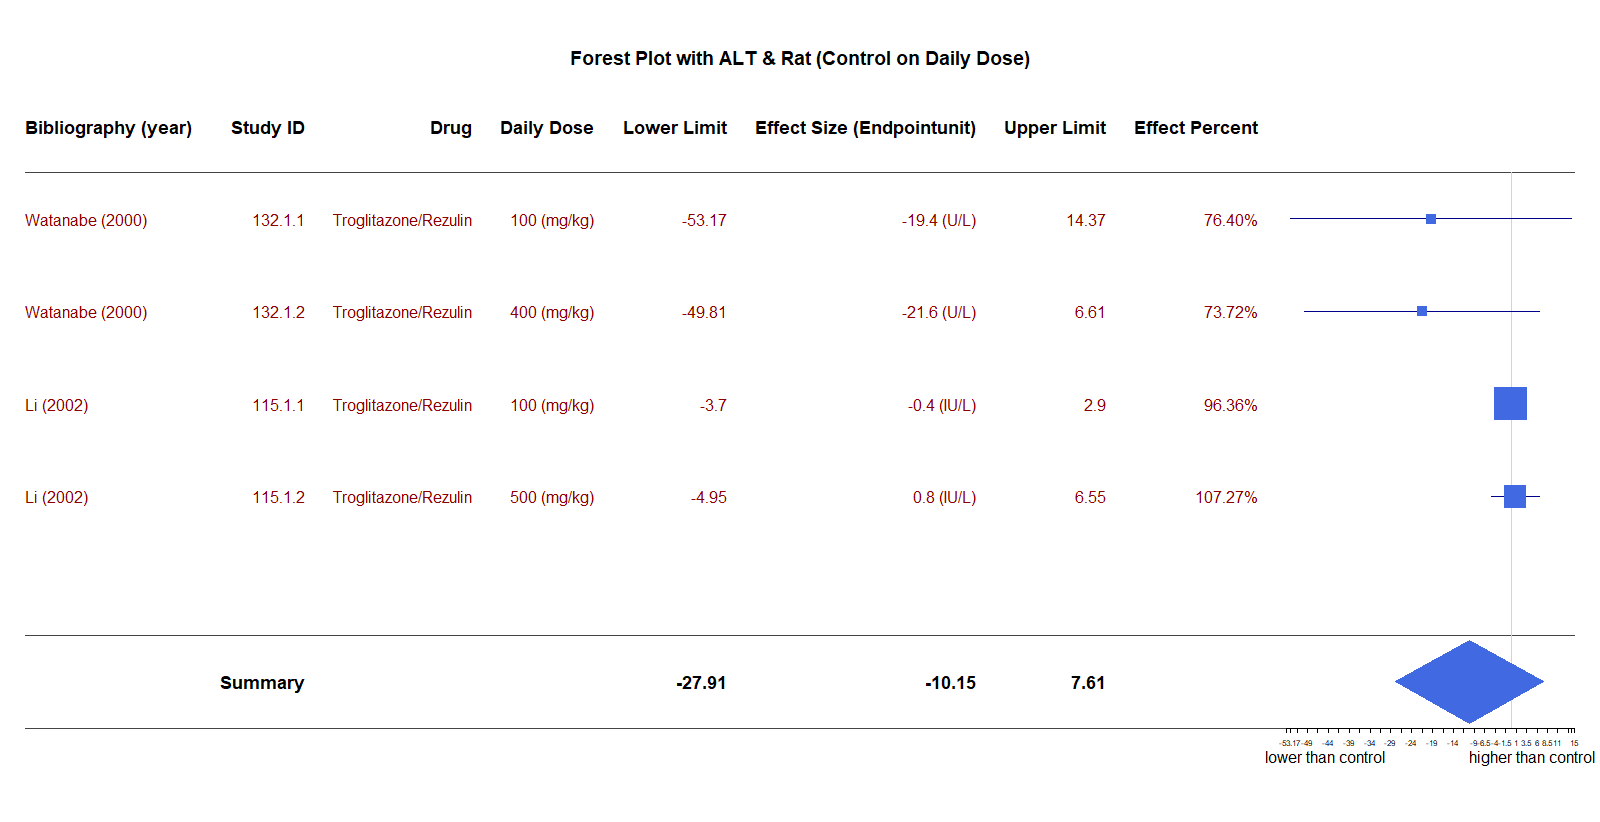 Forest Plot with ALT & Rat (Control on Daily Dose)
Bibliography (year) Study ID Drug Daily Dose Lower Limit Effect Size (Endpointunit) Upper Limit Effect Percent
Watanabe (2000) 132.1.1 Troglitazone/Rezulin 100 (mg/kg) -53.17 -19.4 (U/L) 14.37 76.40%
Watanabe (2000) 132.1.2 Troglitazone/Rezulin 400 (mg/kg) -49.81 -21.6 (U/L) 6.61 73.72%
Li (2002) 115.1.1 Troglitazone/Rezulin 100 (mg/kg) -3.7 -0.4 (IU/L) 2.9 96.36%
Li (2002) 115.1.2 Troglitazone/Rezulin 500 (mg/kg) -4.95 0.8 (IU/L) 6.55 107.27%
Summary -27.91 -10.15 7.61
-53.17 -49 -44 -39 -34 -29 -24 -19 -14 -9 -6.5 -4 -1.5 1 3.5 6 8.5 11 15
lower than control higher than control